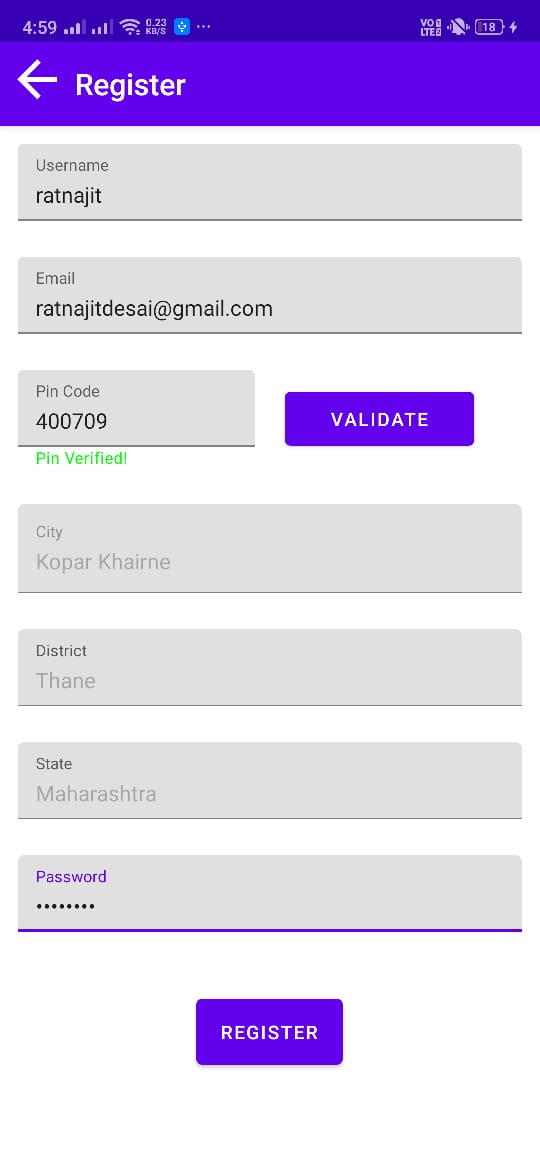 4:59 0.23 KB/S ... VO LTE 18
Register
Username
ratnajit
Email
ratnajitdesai@gmail.com
Pin Code
400709
VALIDATE
Pin Verified!
City
Kopar Khairne
District
Thane
State
Maharashtra
Password
••••••••
REGISTER